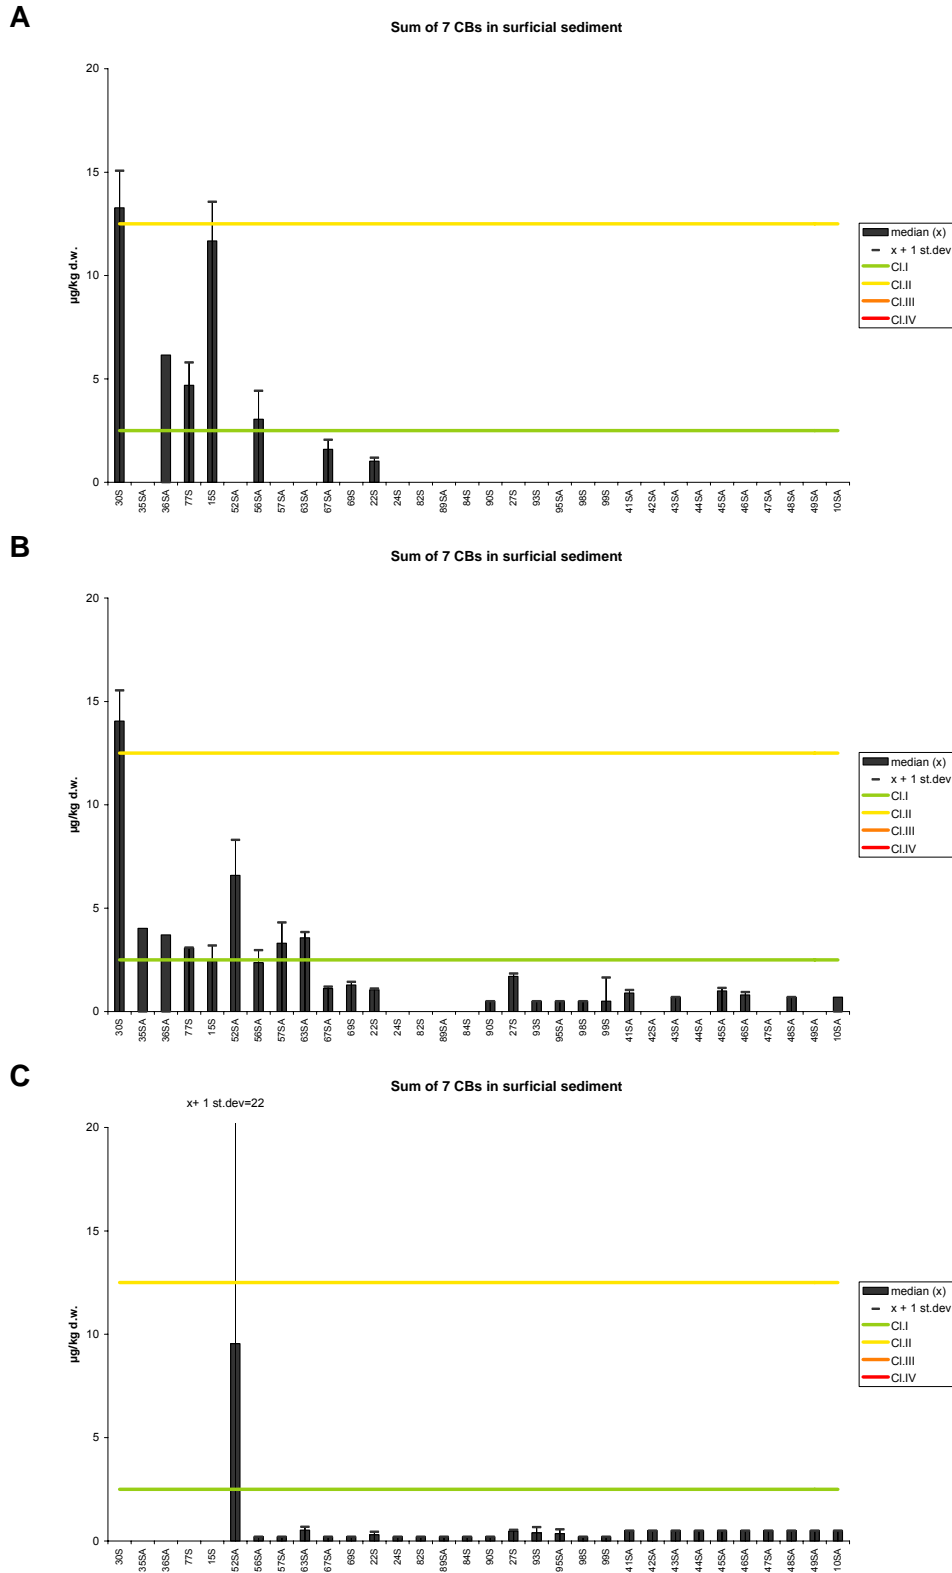 A
Sum of 7 CBs in surficial sediment
20
15
10
5
0
µg/kg d.w.
30S
35SA
36SA
77S
15S
52SA
56SA
57SA
63SA
67SA
69S
22S
24S
82S
89SA
84S
90S
27S
93S
95SA
98S
99S
41SA
42SA
43SA
44SA
45SA
46SA
47SA
48SA
49SA
10SA
median (x)
x + 1 st.dev
Cl.I
Cl.II
Cl.III
Cl.IV
B
Sum of 7 CBs in surficial sediment
20
15
10
5
0
µg/kg d.w.
30S
35SA
36SA
77S
15S
52SA
56SA
57SA
63SA
67SA
69S
22S
24S
82S
89SA
84S
90S
27S
93S
95SA
98S
99S
41SA
42SA
43SA
44SA
45SA
46SA
47SA
48SA
49SA
10SA
median (x)
x + 1 st.dev
Cl.I
Cl.II
Cl.III
Cl.IV
C
Sum of 7 CBs in surficial sediment
x+ 1 st.dev=22
20
15
10
5
0
µg/kg d.w.
30S
35SA
36SA
77S
15S
52SA
56SA
57SA
63SA
67SA
69S
22S
24S
82S
89SA
84S
90S
27S
93S
95SA
98S
99S
41SA
42SA
43SA
44SA
45SA
46SA
47SA
48SA
49SA
10SA
median (x)
x + 1 st.dev
Cl.I
Cl.II
Cl.III
Cl.IV